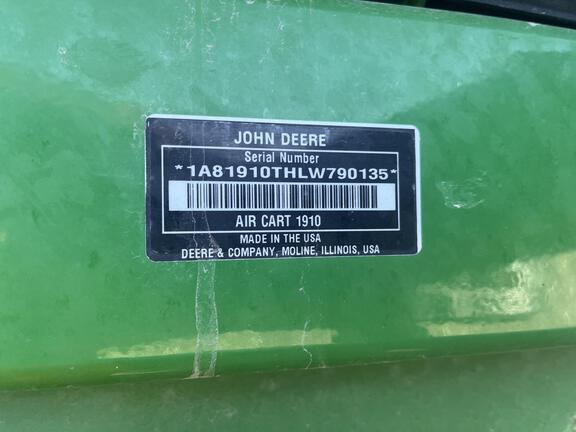 JOHN DEERE
Serial Number
*1A81910THLW790135*
AIR CART 1910
MADE IN THE USA
DEERE & COMPANY, MOLINE, ILLINOIS, USA